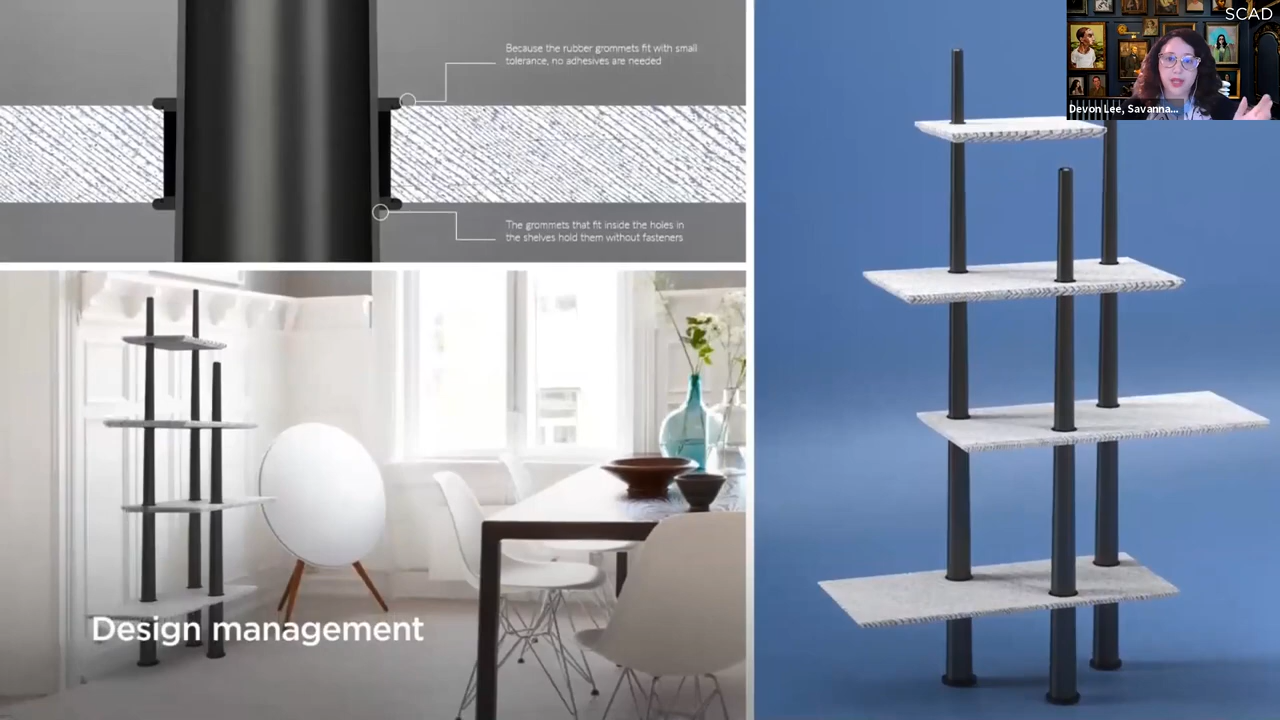 Because the rubber grommets fit with small
tolerance, no adhesives are needed
The grommets that fit inside the holes in
the shelves hold them without fasteners
Design management
SCAD
Devon Lee, Savanna...